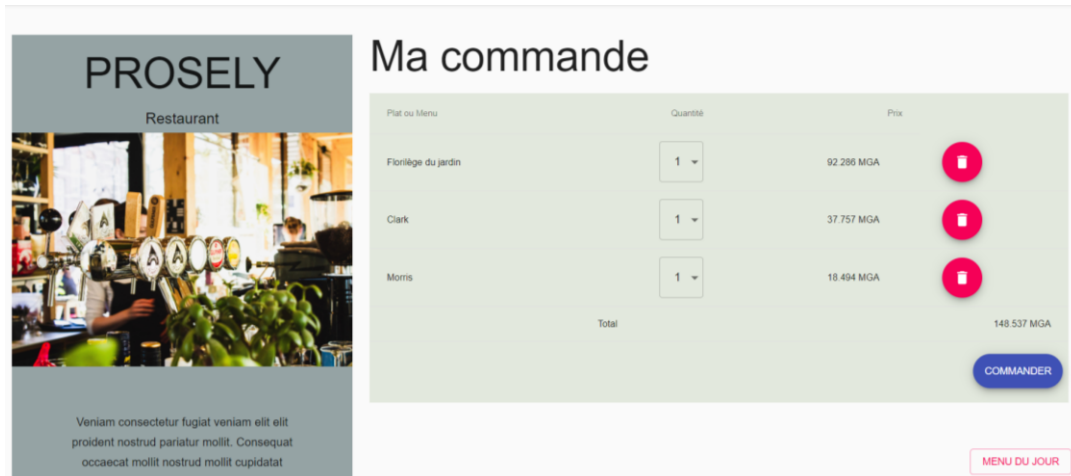 PROSELY
Restaurant
Veniam consectetur fugiat veniam elit elit
proident nostrud pariatur mollit. Consequat
occaecat mollit nostrud mollit cupidatat
Ma commande
Plat ou Menu Quantité Prix
Florilège du jardin 1 92.286 MGA
Clark 1 37.757 MGA
Morris 1 18.494 MGA
Total 148.537 MGA
COMMANDER
MENU DU JOUR